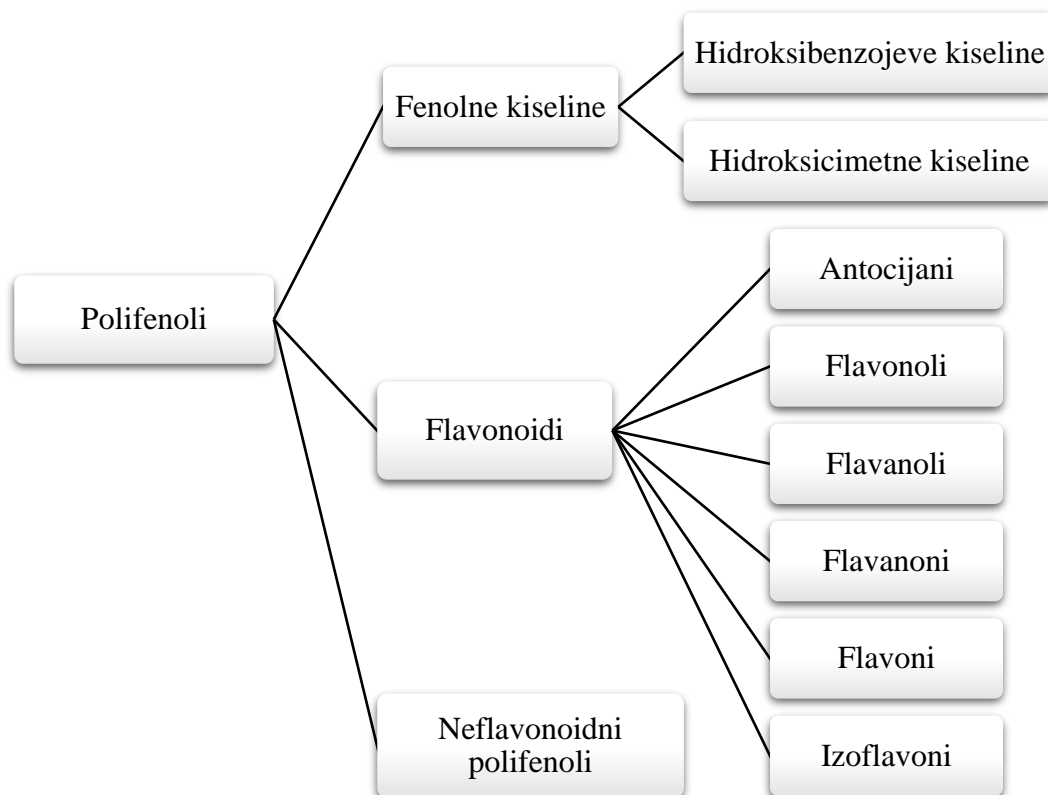 Polifenoli
Fenolne kiseline
Hidroksibenzojeve kiseline
Hidroksicimetne kiseline
Flavonoidi
Antocijani
Flavonoli
Flavanoli
Flavanoni
Flavoni
Izoflavoni
Neflavonoidni
polifenoli